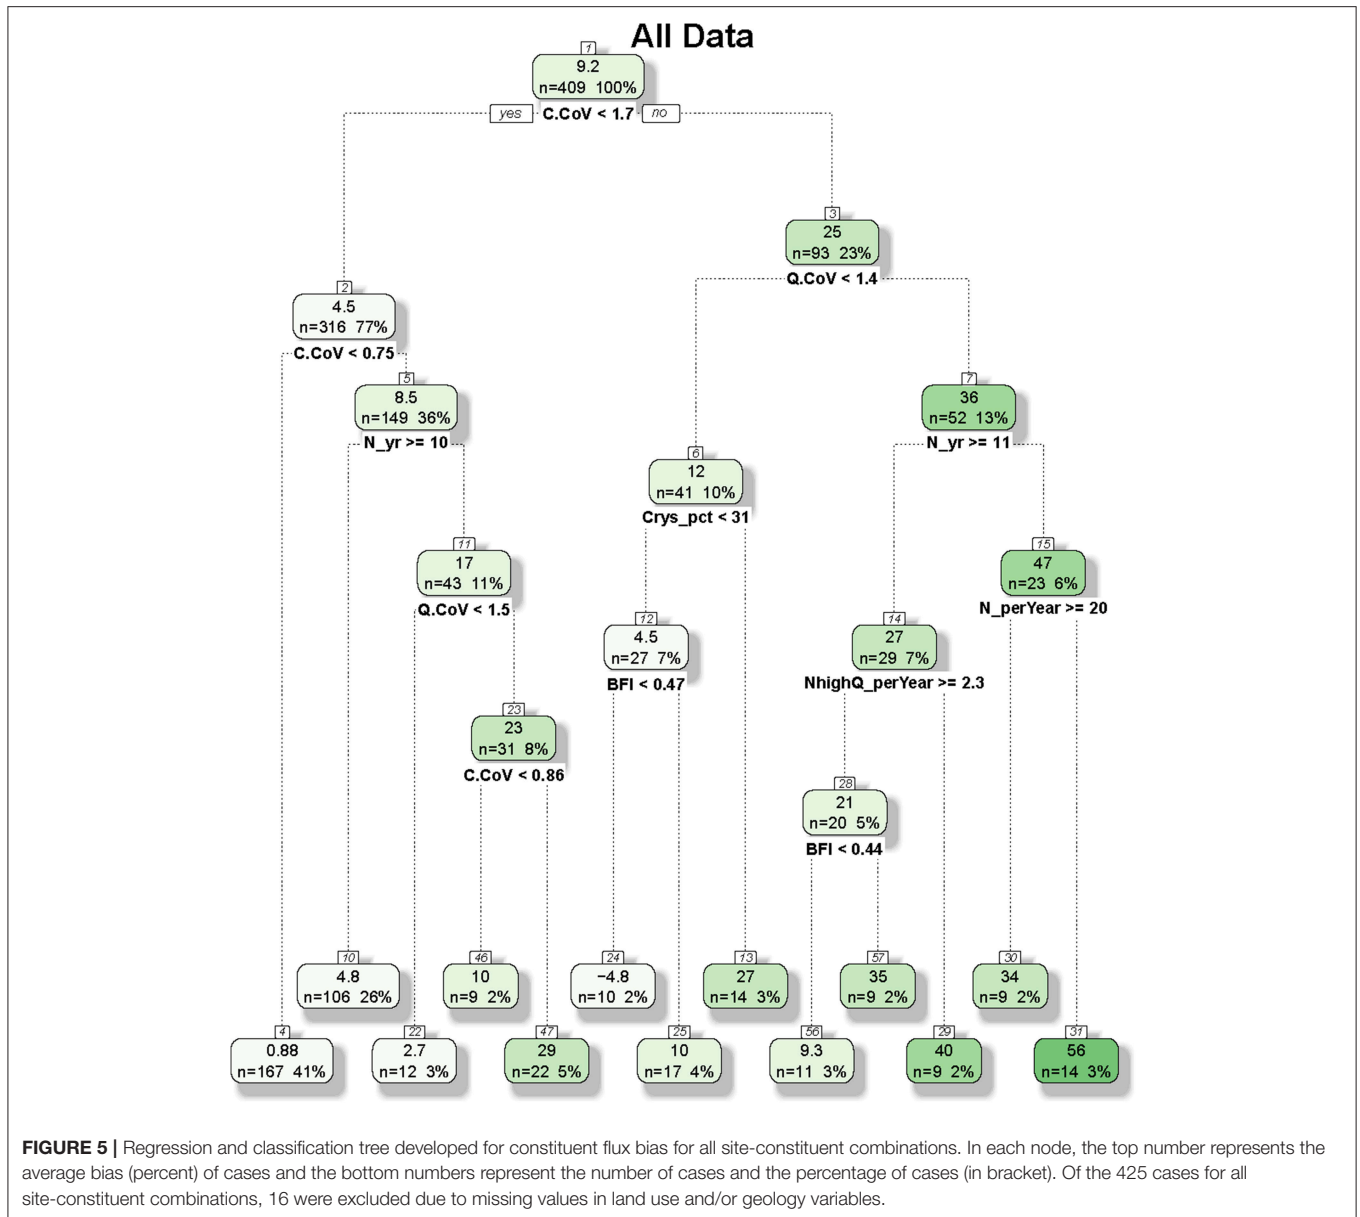 All Data
1
9.2
n=409 100%
yes C.CoV < 1.7 no
3
25
n=93 23%
Q.CoV < 1.4
2
4.5
n=316 77%
C.CoV < 0.75
5
8.5
n=149 36%
N_yr >= 10
7
36
n=52 13%
N_yr >= 11
6
12
n=41 10%
Crys_pct < 31
11
17
n=43 11%
Q.CoV < 1.5
15
47
n=23 6%
N_perYear >= 20
12
4.5
n=27 7%
BFI < 0.47
14
27
n=29 7%
NhighQ_perYear >= 2.3
23
23
n=31 8%
C.CoV < 0.86
28
21
n=20 5%
BFI < 0.44
10 46 24 13 57 30
4.8 10 −4.8 27 35 34
n=106 26% n=9 2% n=10 2% n=14 3% n=9 2% n=9 2%
4 22 47 25 56 29 31
0.88 2.7 29 10 9.3 40 56
n=167 41% n=12 3% n=22 5% n=17 4% n=11 3% n=9 2% n=14 3%
FIGURE 5 | Regression and classification tree developed for constituent flux bias for all site-constituent combinations. In each node, the top number represents the
average bias (percent) of cases and the bottom numbers represent the number of cases and the percentage of cases (in bracket). Of the 425 cases for all
site-constituent combinations, 16 were excluded due to missing values in land use and/or geology variables.